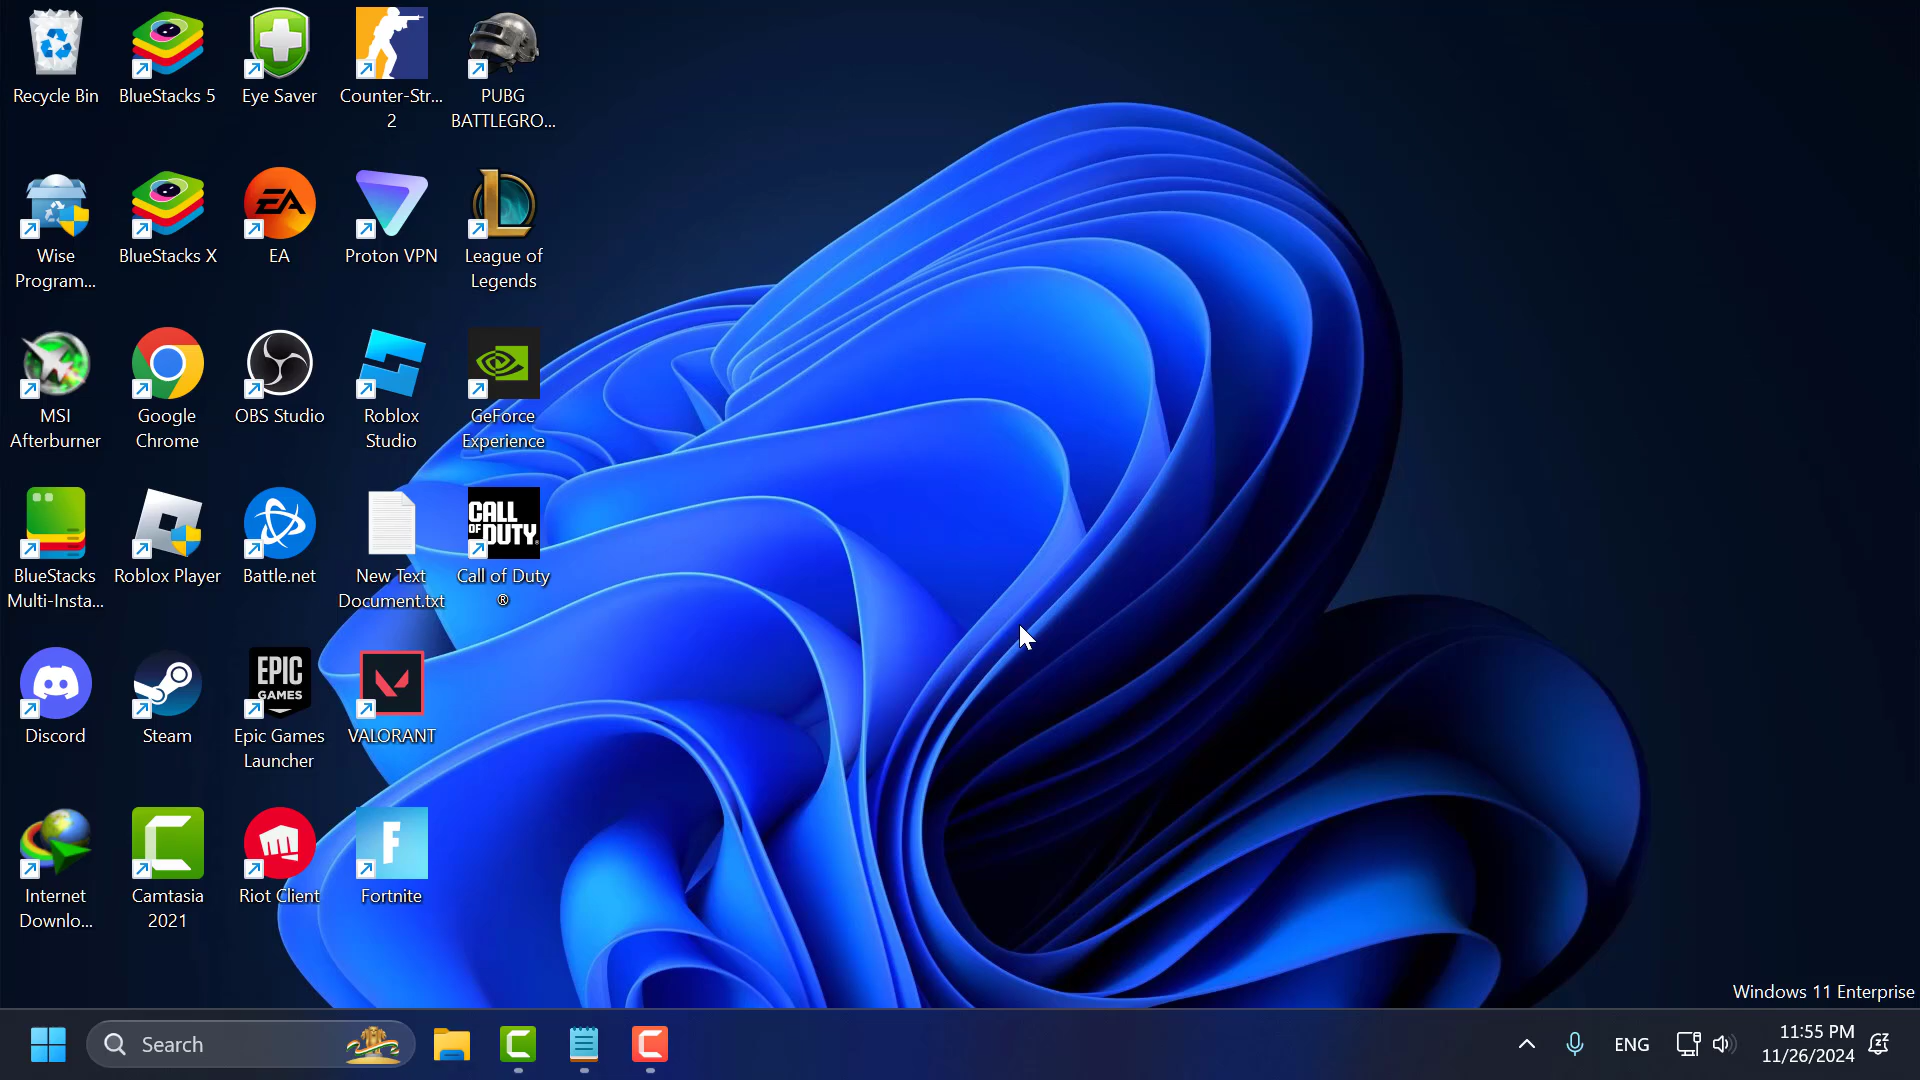 Recycle Bin
BlueStacks 5
Eye Saver
Counter-Str...
2
PUBG
BATTLEGRO...
Wise
Program...
BlueStacks X
EA
EA
Proton VPN
League of
Legends
MSI
Afterburner
Google
Chrome
OBS Studio
Roblox
Studio
GeForce
Experience
BlueStacks
Multi-Insta...
Roblox Player
Battle.net
New Text
Document.txt
CALL
OF DUTY
Call of Duty
®
Discord
Steam
EPIC
GAMES
Epic Games
Launcher
VALORANT
Internet
Downlo...
Camtasia
2021
Riot Client
F
Fortnite
Windows 11 Enterprise
Search
ENG
11:55 PM
11/26/2024